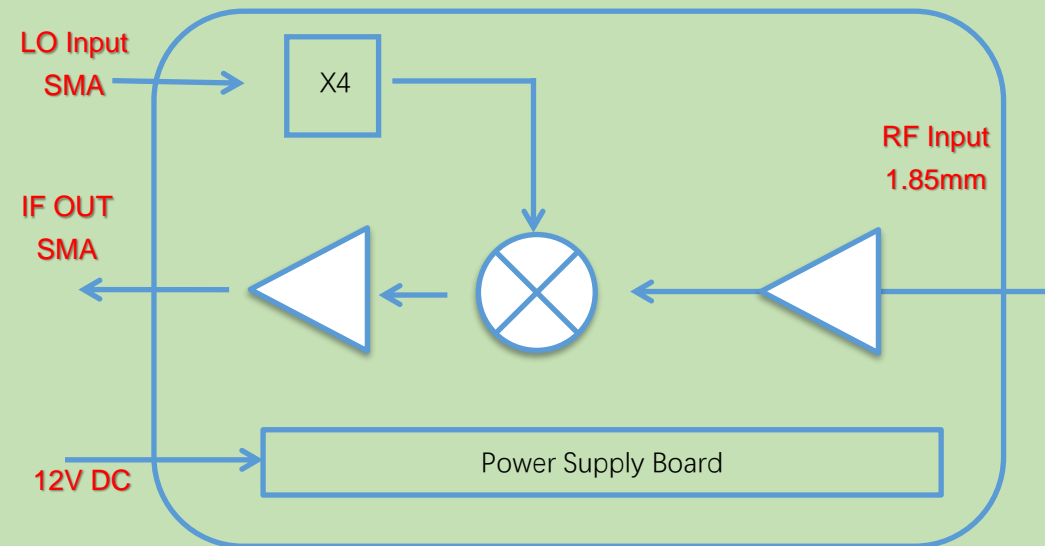 LO Input
SMA
X4
RF Input
1.85mm
IF OUT
SMA
12V DC
Power Supply Board